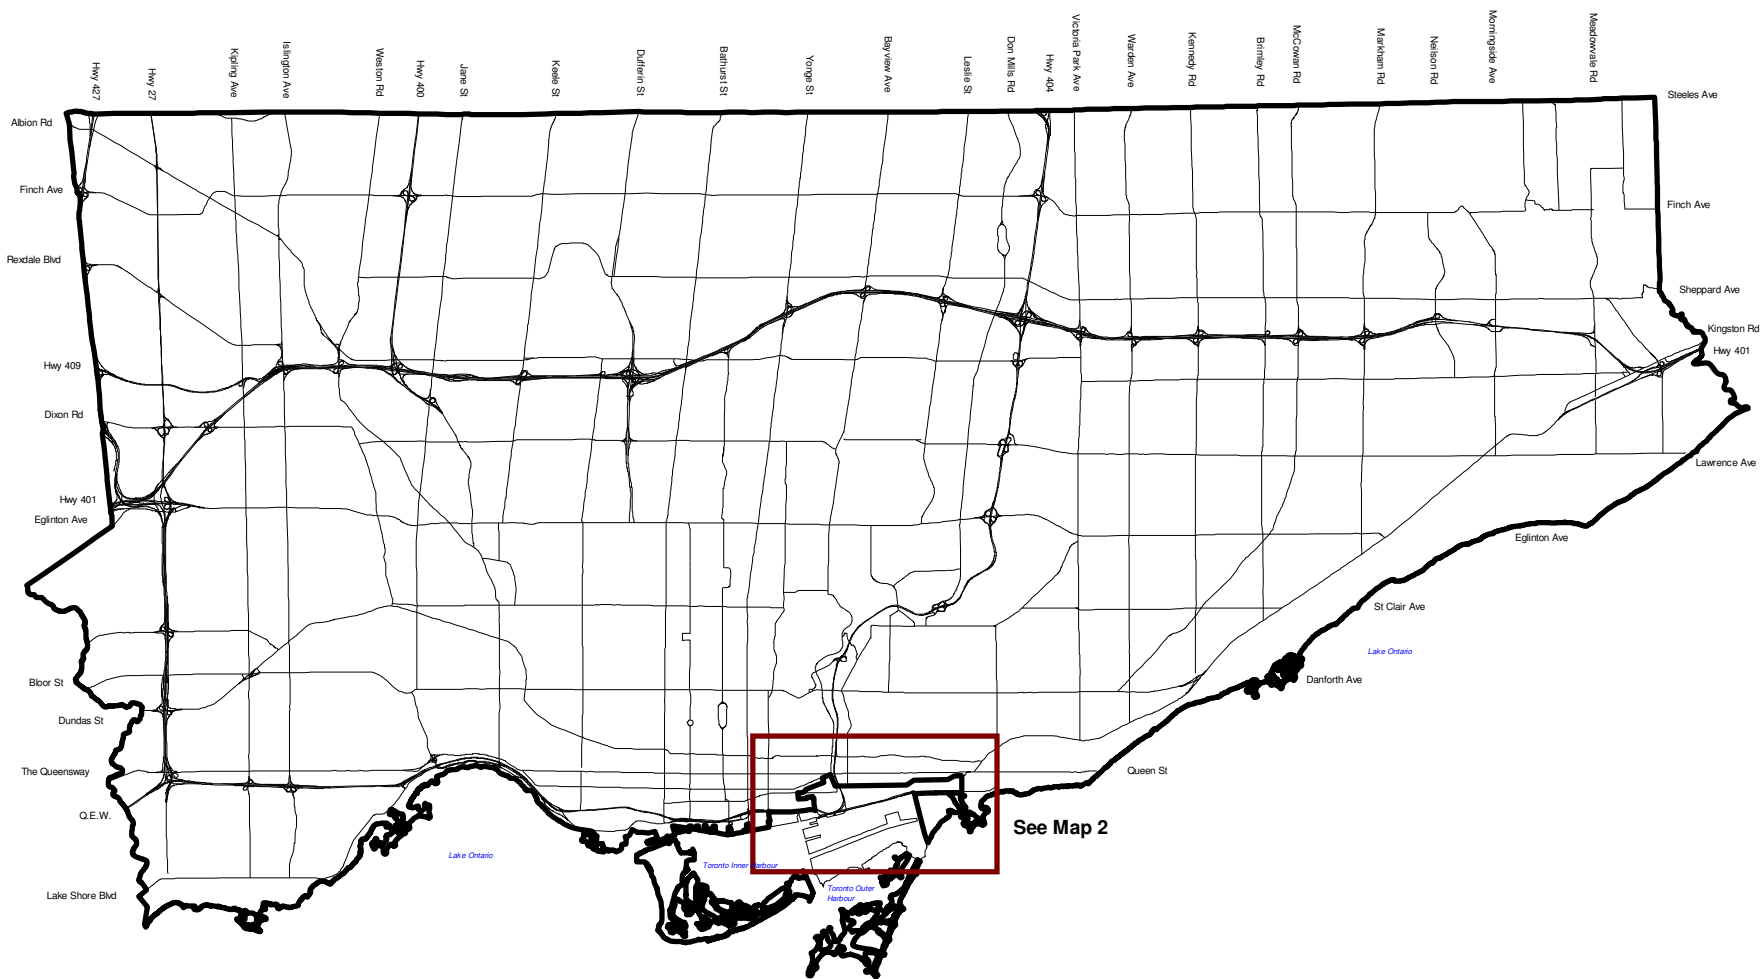 Hwy 427
Hwy 27
Kipling Ave
Islington Ave
Weston Rd
Hwy 400
Jane St
Keele St
Dufferin St
Bathurst St
Yonge St
Bayview Ave
Leslie St
Don Mills Rd
Hwy 404
Victoria Park Ave
Warden Ave
Kennedy Rd
Brimley Rd
McCowan Rd
Markham Rd
Neilson Rd
Morningside Ave
Meadowvale Rd
Steeles Ave
Albion Rd
Finch Ave
Finch Ave
Rexdale Blvd
Sheppard Ave
Kingston Rd
Hwy 401
Hwy 409
Dixon Rd
Lawrence Ave
Hwy 401
Eglinton Ave
Eglinton Ave
St Clair Ave
Lake Ontario
Danforth Ave
Bloor St
Dundas St
The Queensway
Queen St
Q.E.W.
See Map 2
Lake Ontario
Toronto Inner Harbour
Toronto Outer
Harbour
Lake Shore Blvd